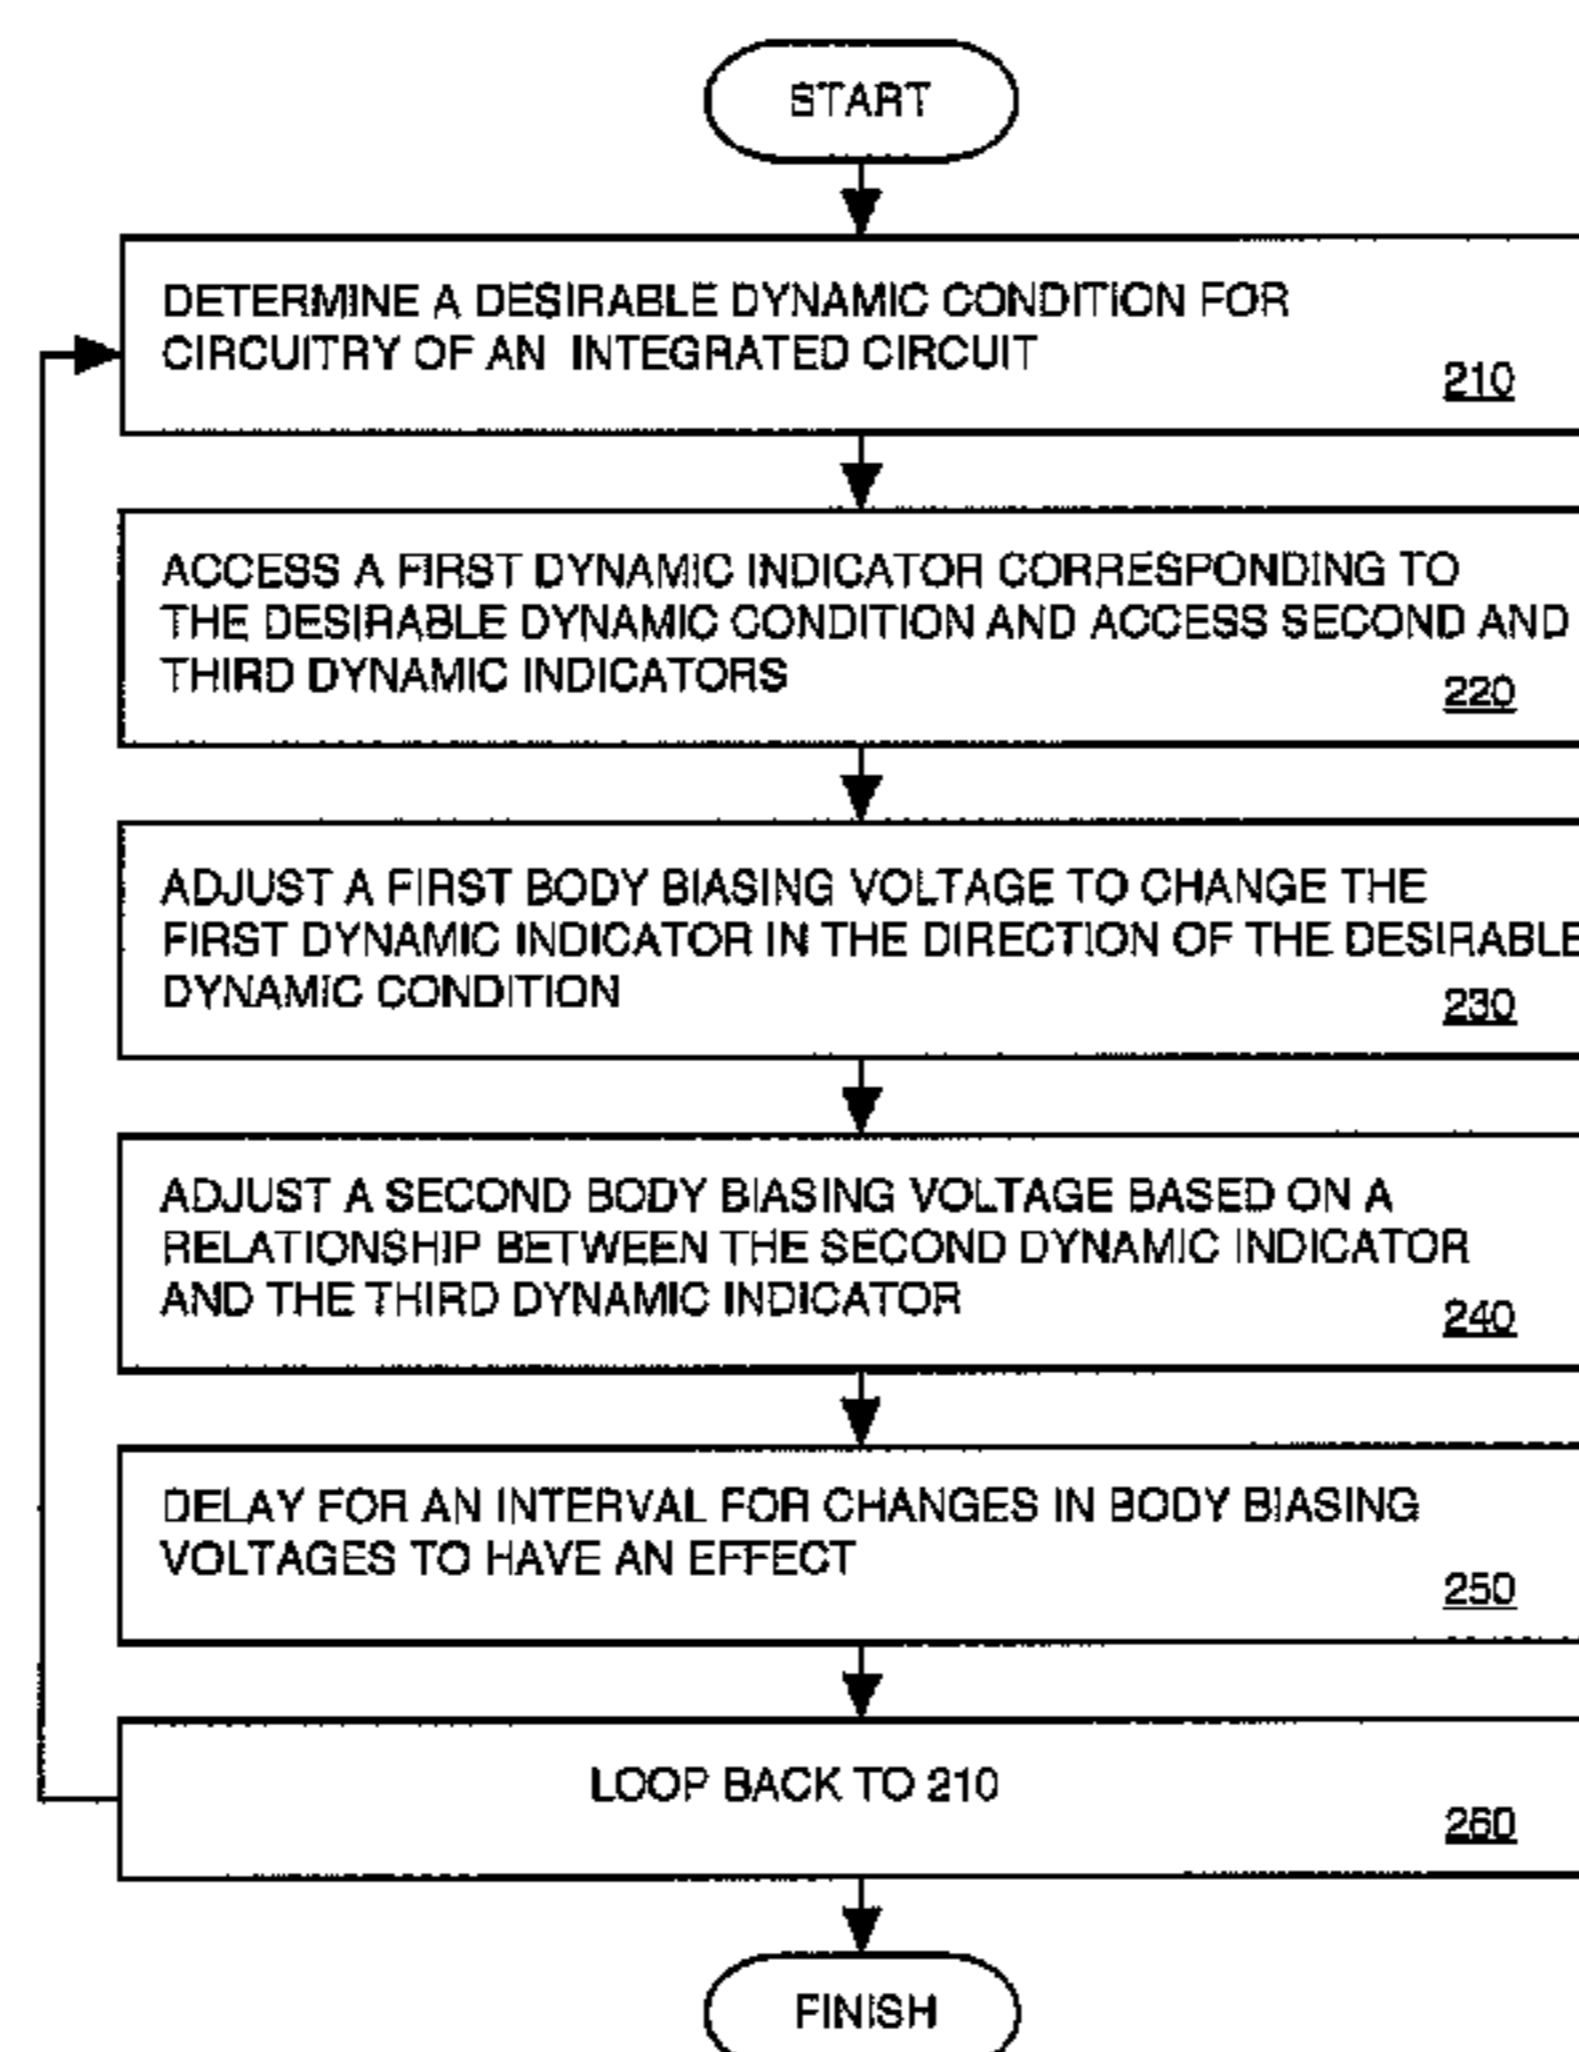 START
DETERMINE A DESIRABLE DYNAMIC CONDITION FOR
CIRCUITRY OF AN INTEGRATED CIRCUIT
210
ACCESS A FIRST DYNAMIC INDICATOR CORRESPONDING TO
THE DESIRABLE DYNAMIC CONDITION AND ACCESS SECOND AND
THIRD DYNAMIC INDICATORS
220
ADJUST A FIRST BODY BIASING VOLTAGE TO CHANGE THE
FIRST DYNAMIC INDICATOR IN THE DIRECTION OF THE DESIRABLE
DYNAMIC CONDITION
230
ADJUST A SECOND BODY BIASING VOLTAGE BASED ON A
RELATIONSHIP BETWEEN THE SECOND DYNAMIC INDICATOR
AND THE THIRD DYNAMIC INDICATOR
240
DELAY FOR AN INTERVAL FOR CHANGES IN BODY BIASING
VOLTAGES TO HAVE AN EFFECT
250
LOOP BACK TO 210
260
FINISH